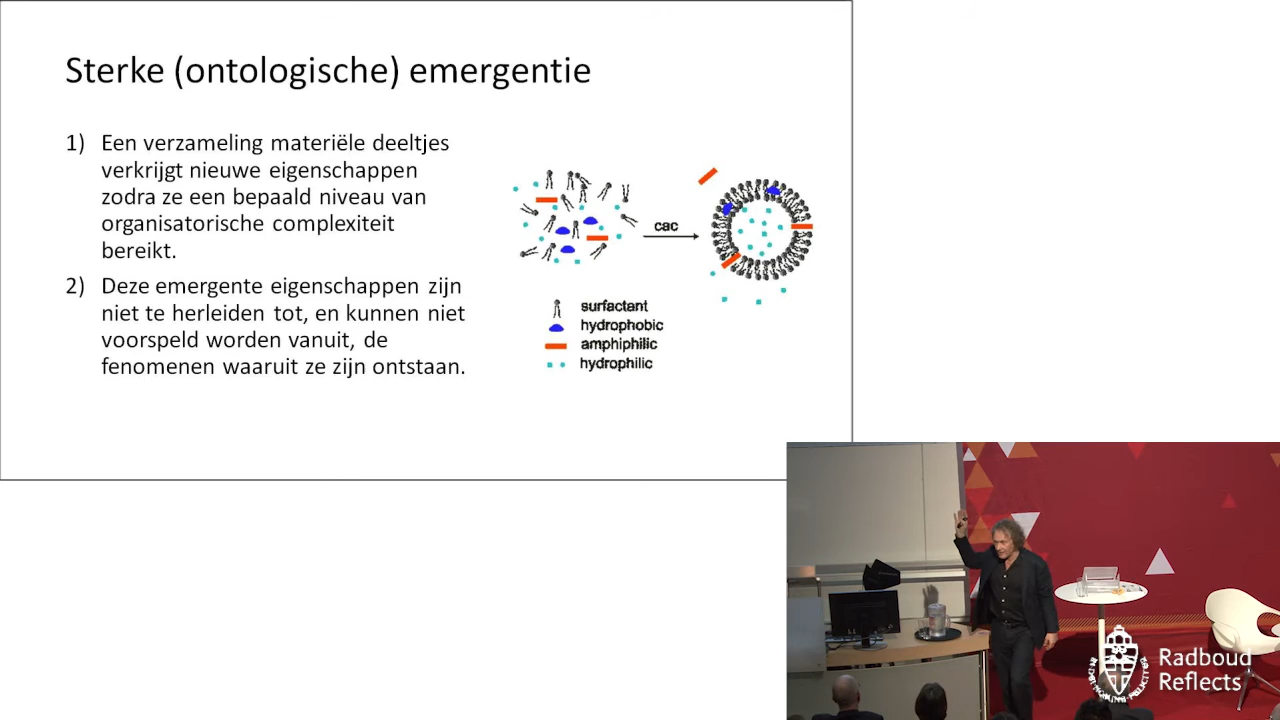 Sterke (ontologische) emergentie
1) Een verzameling materiële deeltjes
verkrijgt nieuwe eigenschappen
zodra ze een bepaald niveau van
organisatorische complexiteit
bereikt.
2) Deze emergente eigenschappen zijn
niet te herleiden tot, en kunnen niet
voorspeld worden vanuit, de
fenomenen waaruit ze zijn ontstaan.
cac
surfactant
hydrophobic
amphiphilic
hydrophilic
Radboud
Reflects